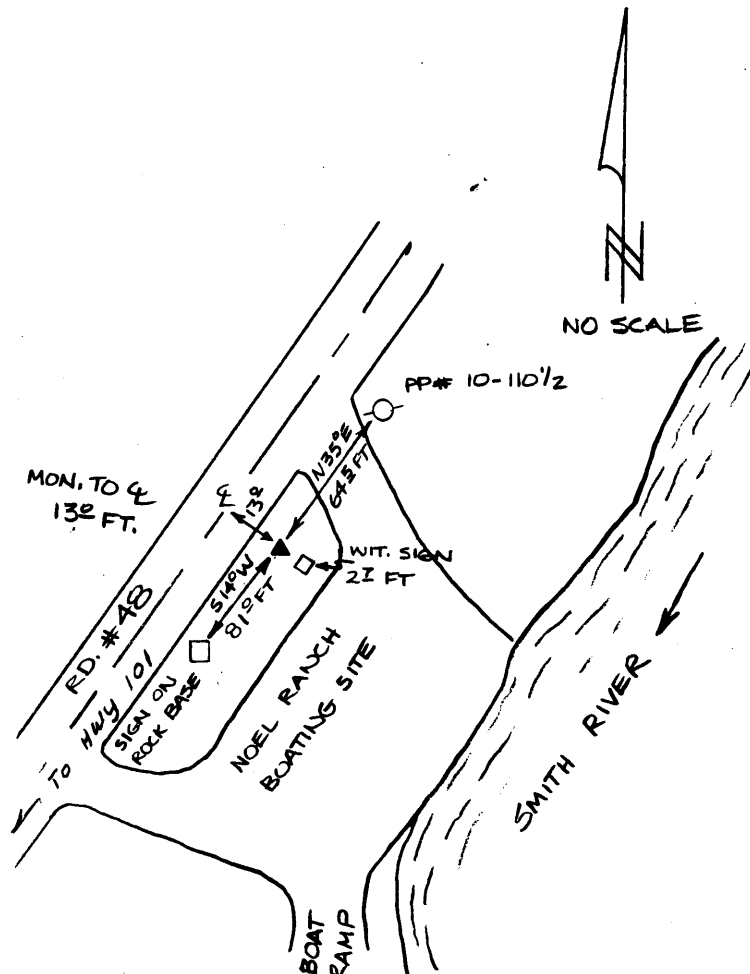 N
NO SCALE
PP# 10-110 1/2
N35°E
64.5 FT
MON. TO ℄
13.0 FT.
℄
13.0
WIT. SIGN
2.1 FT
S14°W
81.0 FT
RD. #48
TO HWY 101
SIGN ON
ROCK BASE
NOEL RANCH
BOATING SITE
SMITH RIVER
BOAT
RAMP